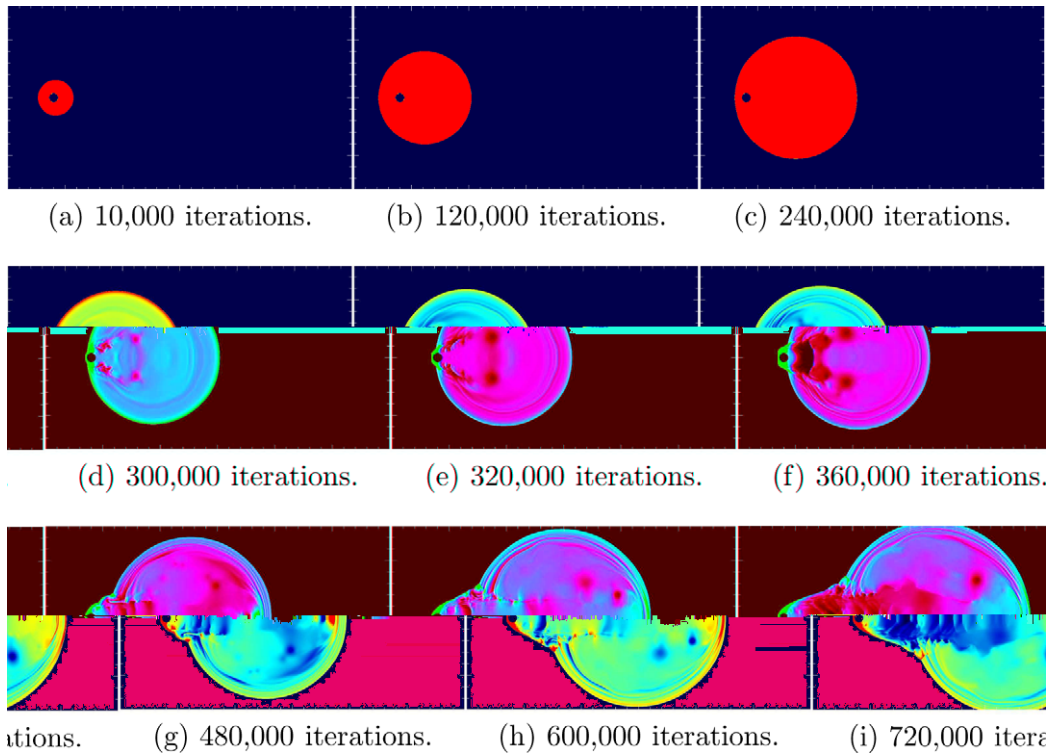 (a) 10,000 iterations.
(b) 120,000 iterations.
(c) 240,000 iterations.
.
(d) 300,000 iterations.
(e) 320,000 iterations.
(f) 360,000 iterations.
ations.
(g) 480,000 iterations.
(h) 600,000 iterations.
(i) 720,000 itera